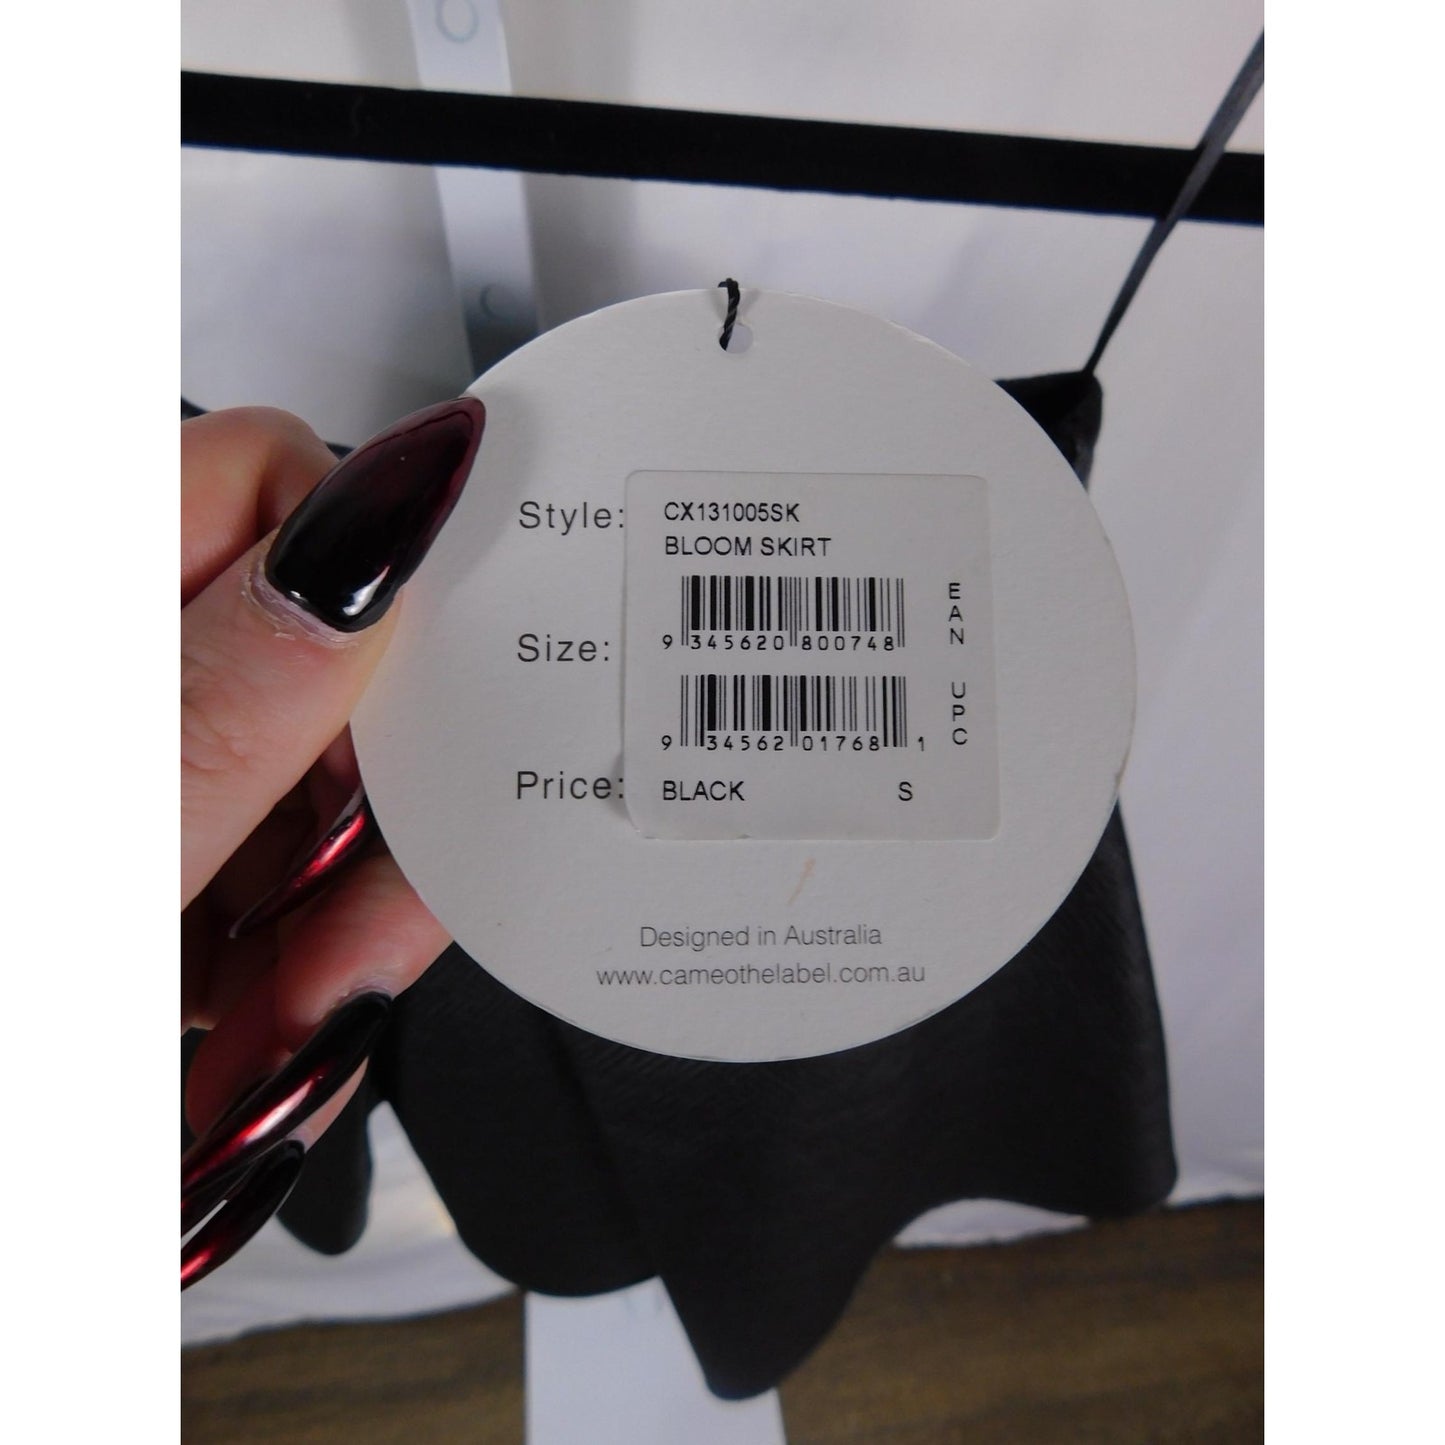 Style: CX131005SK
BLOOM SKIRT
EAN
9 345620 800748
Size:
UPC
9 34562 01768 1
Price: BLACK S
Designed in Australia
www.cameothelabel.com.au